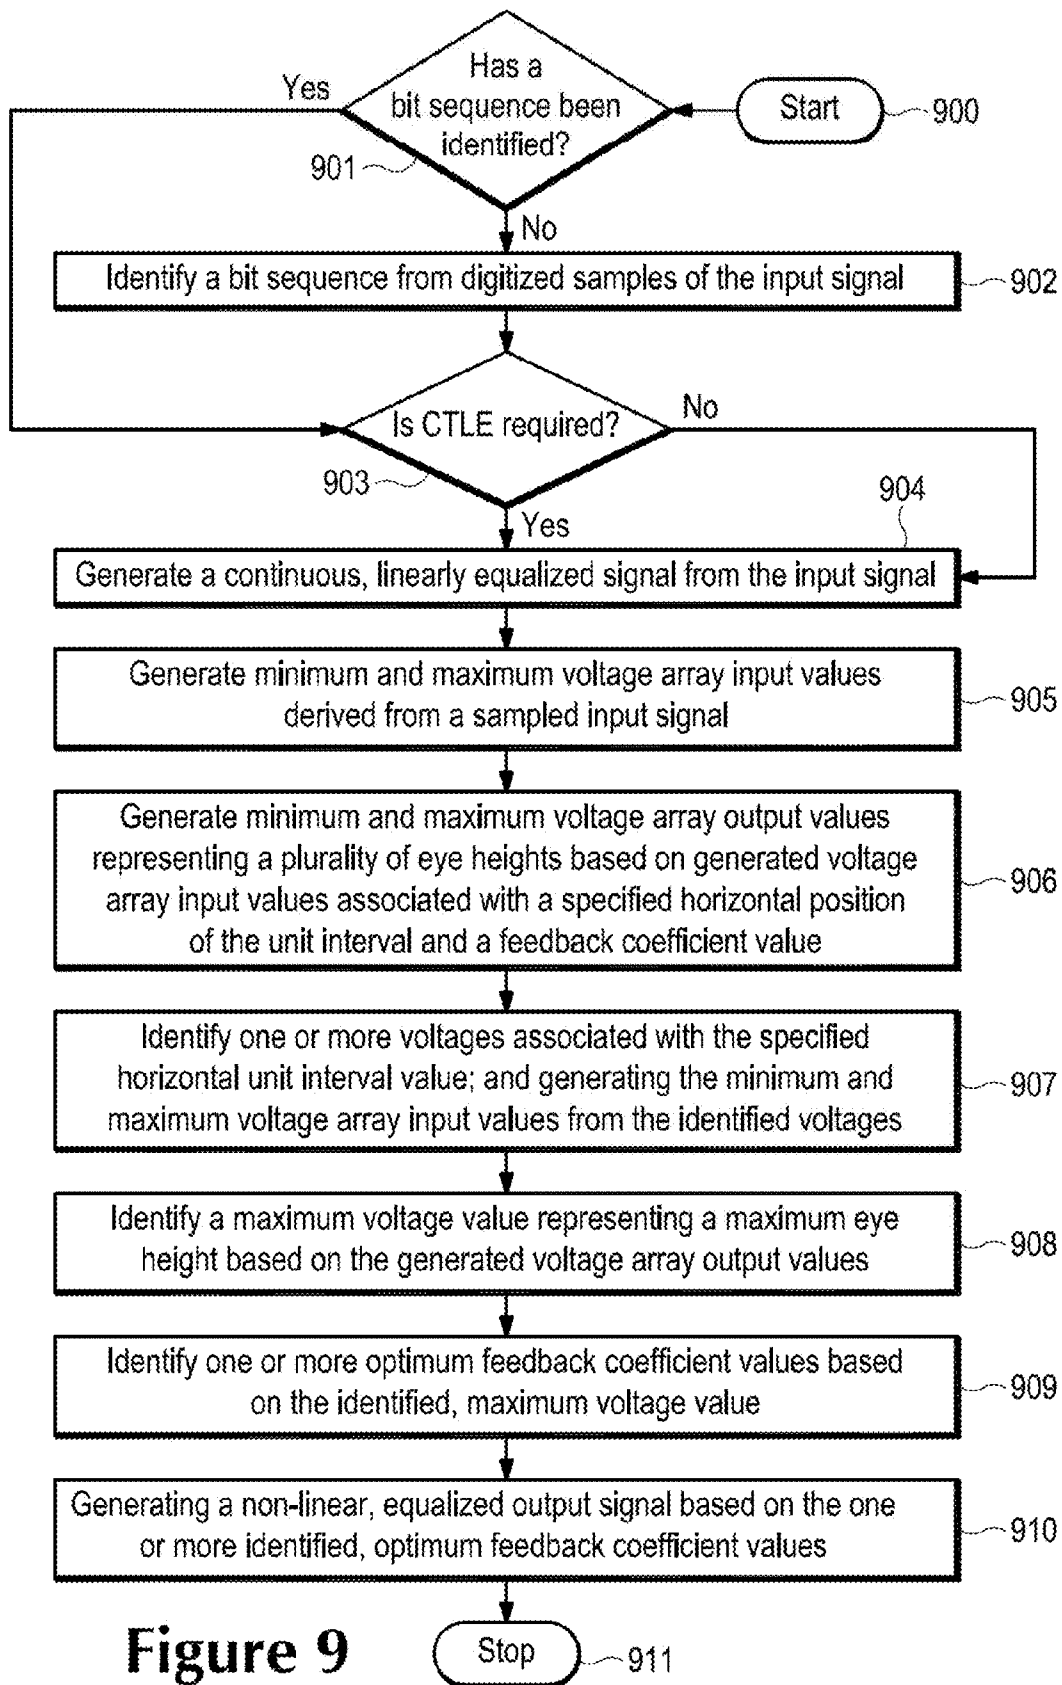 Has a
bit sequence been
identified?
Yes
Start
900
901
No
Identify a bit sequence from digitized samples of the input signal
902
Is CTLE required?
No
903
904
Yes
Generate a continuous, linearly equalized signal from the input signal
Generate minimum and maximum voltage array input values
derived from a sampled input signal
905
Generate minimum and maximum voltage array output values
representing a plurality of eye heights based on generated voltage
array input values associated with a specified horizontal position
of the unit interval and a feedback coefficient value
906
Identify one or more voltages associated with the specified
horizontal unit interval value; and generating the minimum and
maximum voltage array input values from the identified voltages
907
Identify a maximum voltage value representing a maximum eye
height based on the generated voltage array output values
908
Identify one or more optimum feedback coefficient values based
on the identified, maximum voltage value
909
Generating a non-linear, equalized output signal based on the one
or more identified, optimum feedback coefficient values
910
Stop
911
Figure 9